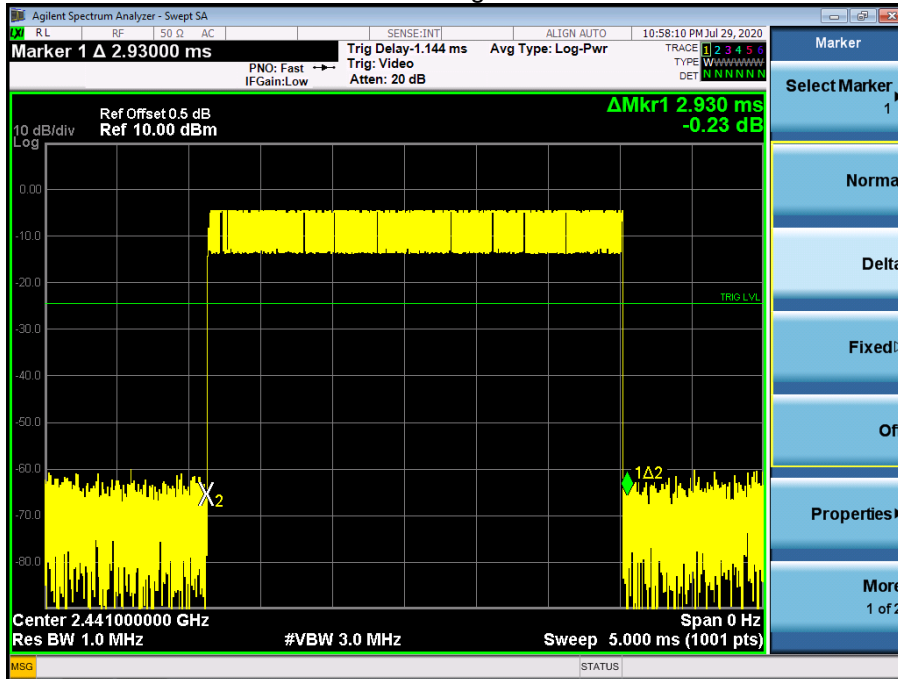 Agilent Spectrum Analyzer - Swept SA
LXI RL RF 50 Ω AC SENSE:INT ALIGN AUTO 10:58:10 PM Jul 29, 2020
Marker 1 Δ 2.93000 ms
Trig Delay-1.144 ms Avg Type: Log-Pwr TRACE 1 2 3 4 5 6
PNO: Fast Trig: Video TYPE WWWWWW
IFGain:Low Atten: 20 dB DET N N N N N N
ΔMkr1 2.930 ms
-0.23 dB
Ref Offset 0.5 dB
10 dB/div Ref 10.00 dBm
Log
0.00
-10.0
-20.0
TRIG LVL
-30.0
-40.0
-50.0
-60.0
1Δ2
2
-70.0
-80.0
Center 2.441000000 GHz Span 0 Hz
Res BW 1.0 MHz #VBW 3.0 MHz Sweep 5.000 ms (1001 pts)
MSG STATUS
Marker
Select Marker
1
Norma
Delta
Fixed
Of
Properties
More
1 of 2